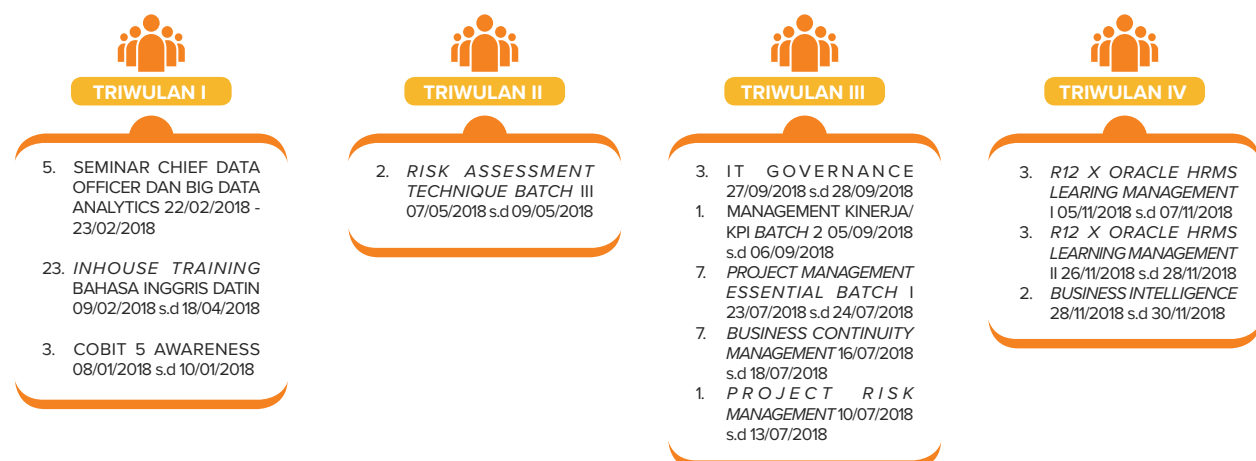 TRIWULAN I
5. SEMINAR CHIEF DATA
OFFICER DAN BIG DATA
ANALYTICS 22/02/2018 -
23/02/2018
23. INHOUSE TRAINING
BAHASA INGGRIS DATIN
09/02/2018 s.d 18/04/2018
3. COBIT 5 AWARENESS
08/01/2018 s.d 10/01/2018
TRIWULAN II
2. RISK ASSESSMENT
TECHNIQUE BATCH III
07/05/2018 s.d 09/05/2018
TRIWULAN III
3. IT GOVERNANCE
27/09/2018 s.d 28/09/2018
1. MANAGEMENT KINERJA/
KPI BATCH 2 05/09/2018
s.d 06/09/2018
7. PROJECT MANAGEMENT
ESSENTIAL BATCH I
23/07/2018 s.d 24/07/2018
7. BUSINESS CONTINUITY
MANAGEMENT 16/07/2018
s.d 18/07/2018
1. PROJECT RISK
MANAGEMENT 10/07/2018
s.d 13/07/2018
TRIWULAN IV
3. R12 X ORACLE HRMS
LEARING MANAGEMENT
I 05/11/2018 s.d 07/11/2018
3. R12 X ORACLE HRMS
LEARNING MANAGEMENT
II 26/11/2018 s.d 28/11/2018
2. BUSINESS INTELLIGENCE
28/11/2018 s.d 30/11/2018